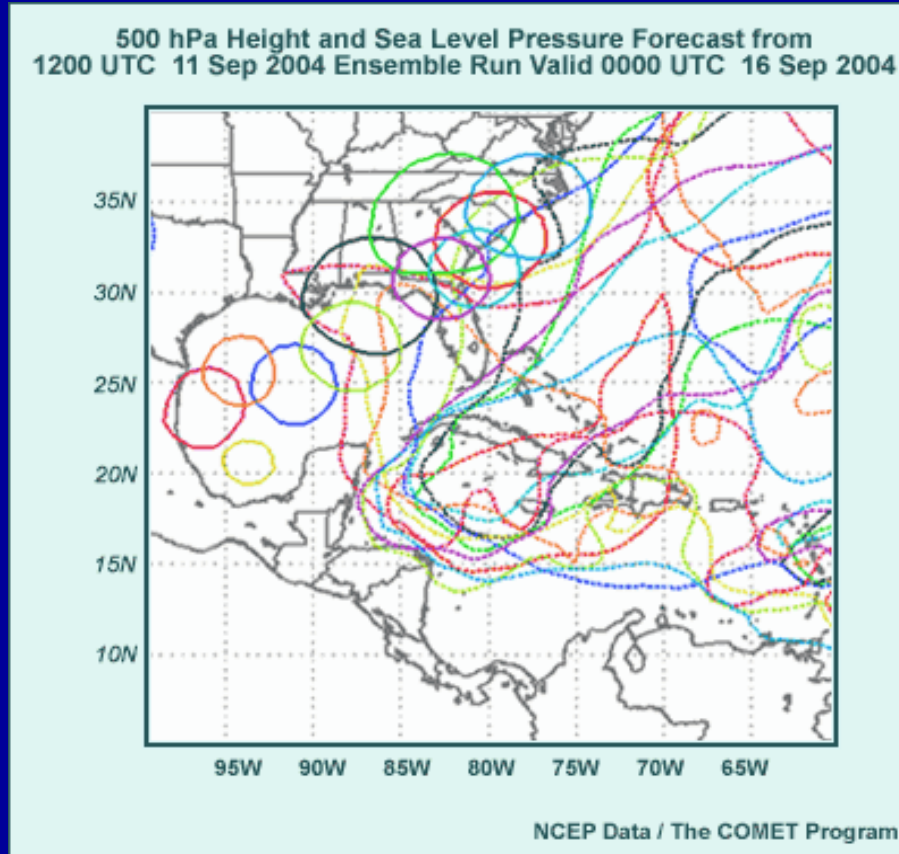 500 hPa Height and Sea Level Pressure Forecast from
1200 UTC 11 Sep 2004 Ensemble Run Valid 0000 UTC 16 Sep 2004
35N
30N
25N
20N
15N
10N
95W 90W 85W 80W 75W 70W 65W
NCEP Data / The COMET Program